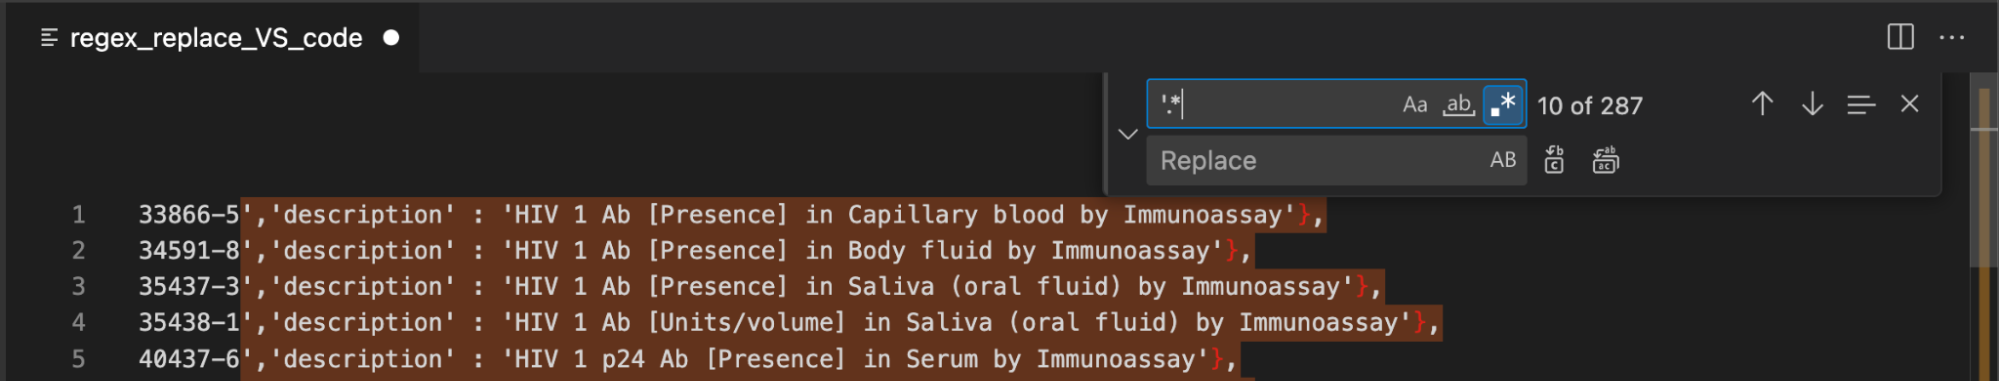 regex_replace_VS_code
'.* Aa ab .* 10 of 287
Replace AB
1 33866-5','description' : 'HIV 1 Ab [Presence] in Capillary blood by Immunoassay'},
2 34591-8','description' : 'HIV 1 Ab [Presence] in Body fluid by Immunoassay'},
3 35437-3','description' : 'HIV 1 Ab [Presence] in Saliva (oral fluid) by Immunoassay'},
4 35438-1','description' : 'HIV 1 Ab [Units/volume] in Saliva (oral fluid) by Immunoassay'},
5 40437-6','description' : 'HIV 1 p24 Ab [Presence] in Serum by Immunoassay'},